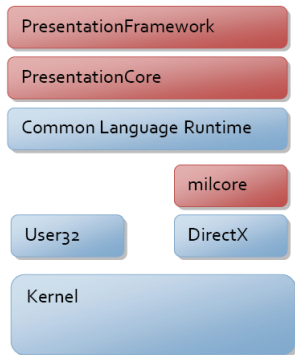 PresentationFramework
PresentationCore
Common Language Runtime
milcore
User32 DirectX
Kernel